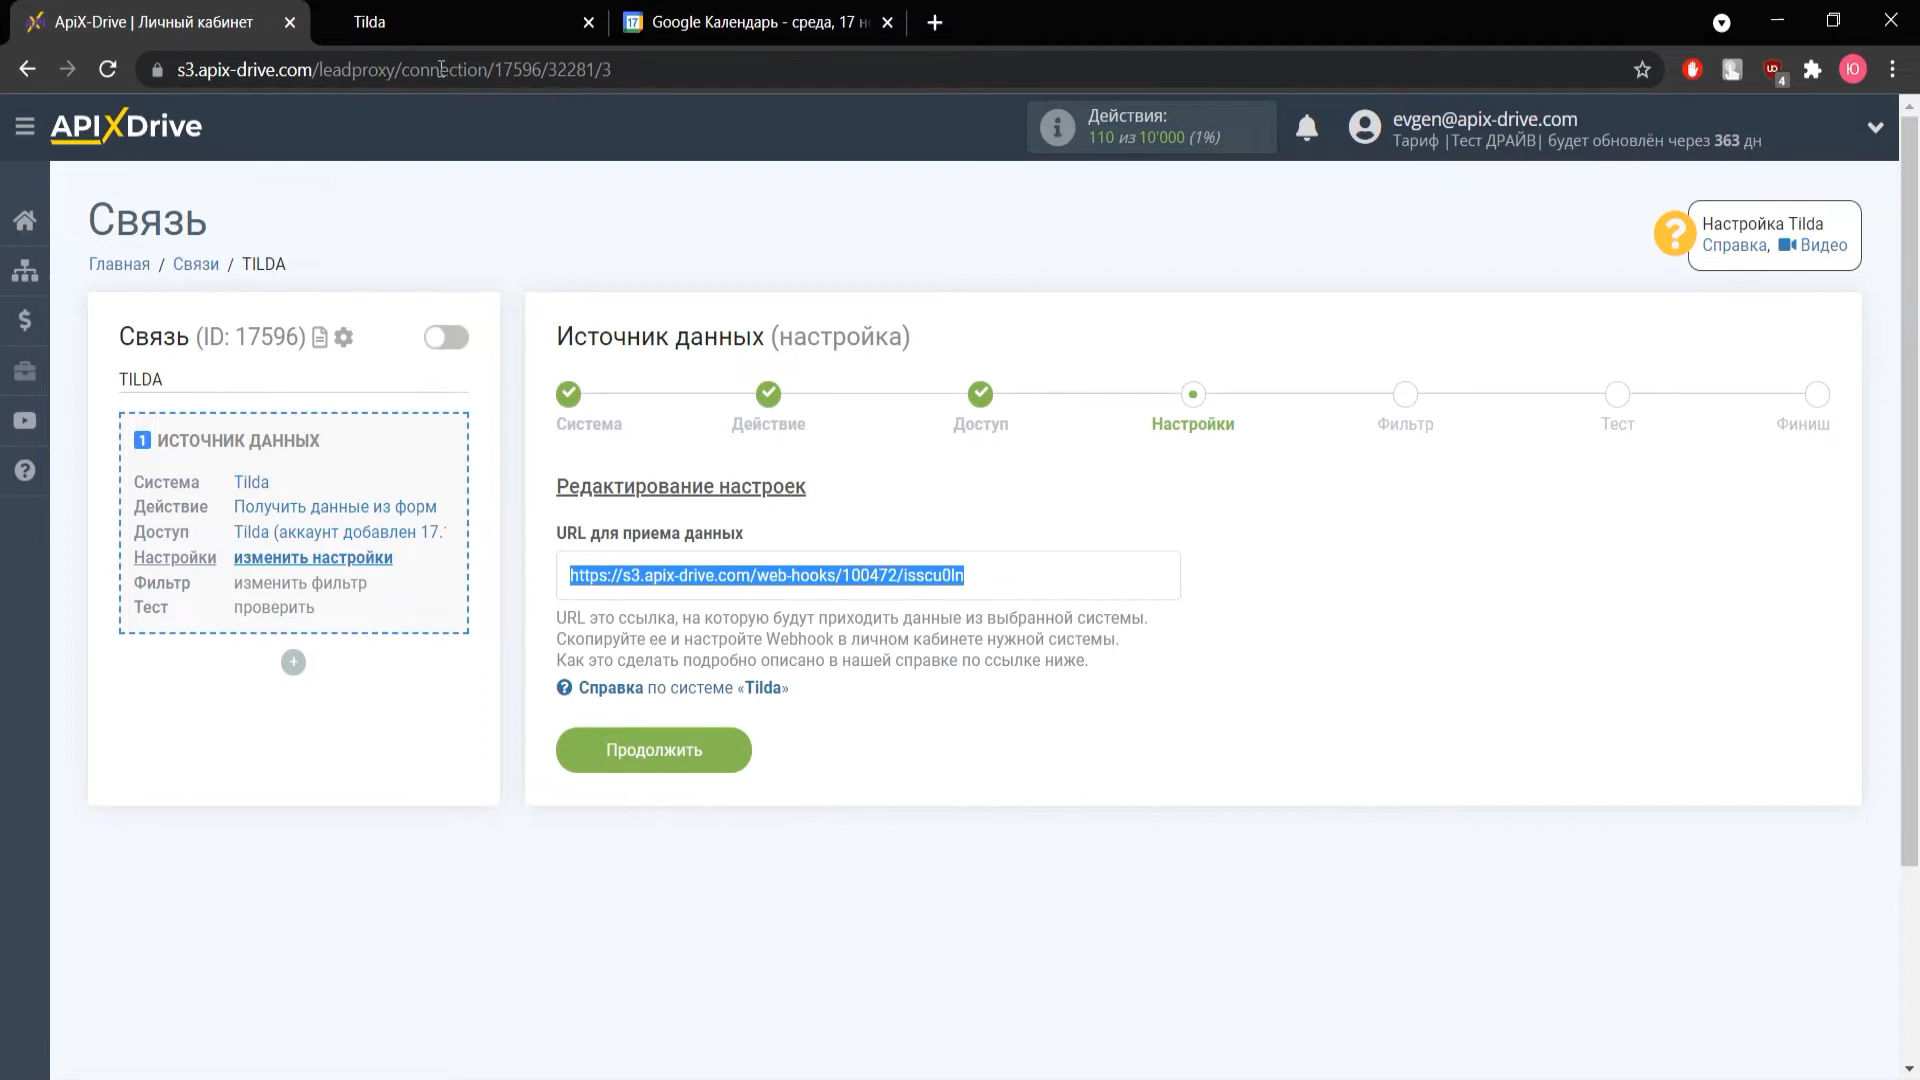 ApiX-Drive | Личный кабинет
Tilda
Google Календарь - среда, 17 н
s3.apix-drive.com/leadproxy/connection/17596/32281/3
4
Ю
APIXDrive
Действия:
110 из 10'000 (1%)
evgen@apix-drive.com
Тариф |Тест ДРАЙВ| будет обновлён через 363 дн
Связь
Главная / Связи / TILDA
Настройка Tilda
Справка, Видео
Связь (ID: 17596)
TILDA
1 ИСТОЧНИК ДАННЫХ
Система Tilda
Действие Получить данные из форм
Доступ Tilda (аккаунт добавлен 17.
Настройки изменить настройки
Фильтр изменить фильтр
Тест проверить
Источник данных (настройка)
Система
Действие
Доступ
Настройки
Фильтр
Тест
Финиш
Редактирование настроек
URL для приема данных
https://s3.apix-drive.com/web-hooks/100472/isscu0ln
URL это ссылка, на которую будут приходить данные из выбранной системы.
Скопируйте ее и настройте Webhook в личном кабинете нужной системы.
Как это сделать подробно описано в нашей справке по ссылке ниже.
Справка по системе «Tilda»
Продолжить